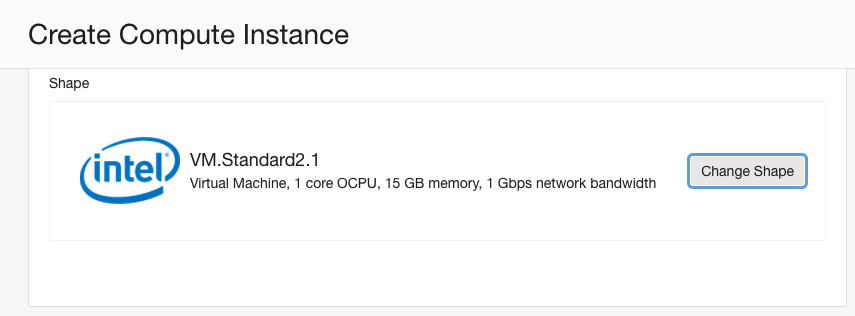 Create Compute Instance
Shape
intel
VM.Standard2.1
Virtual Machine, 1 core OCPU, 15 GB memory, 1 Gbps network bandwidth
Change Shape